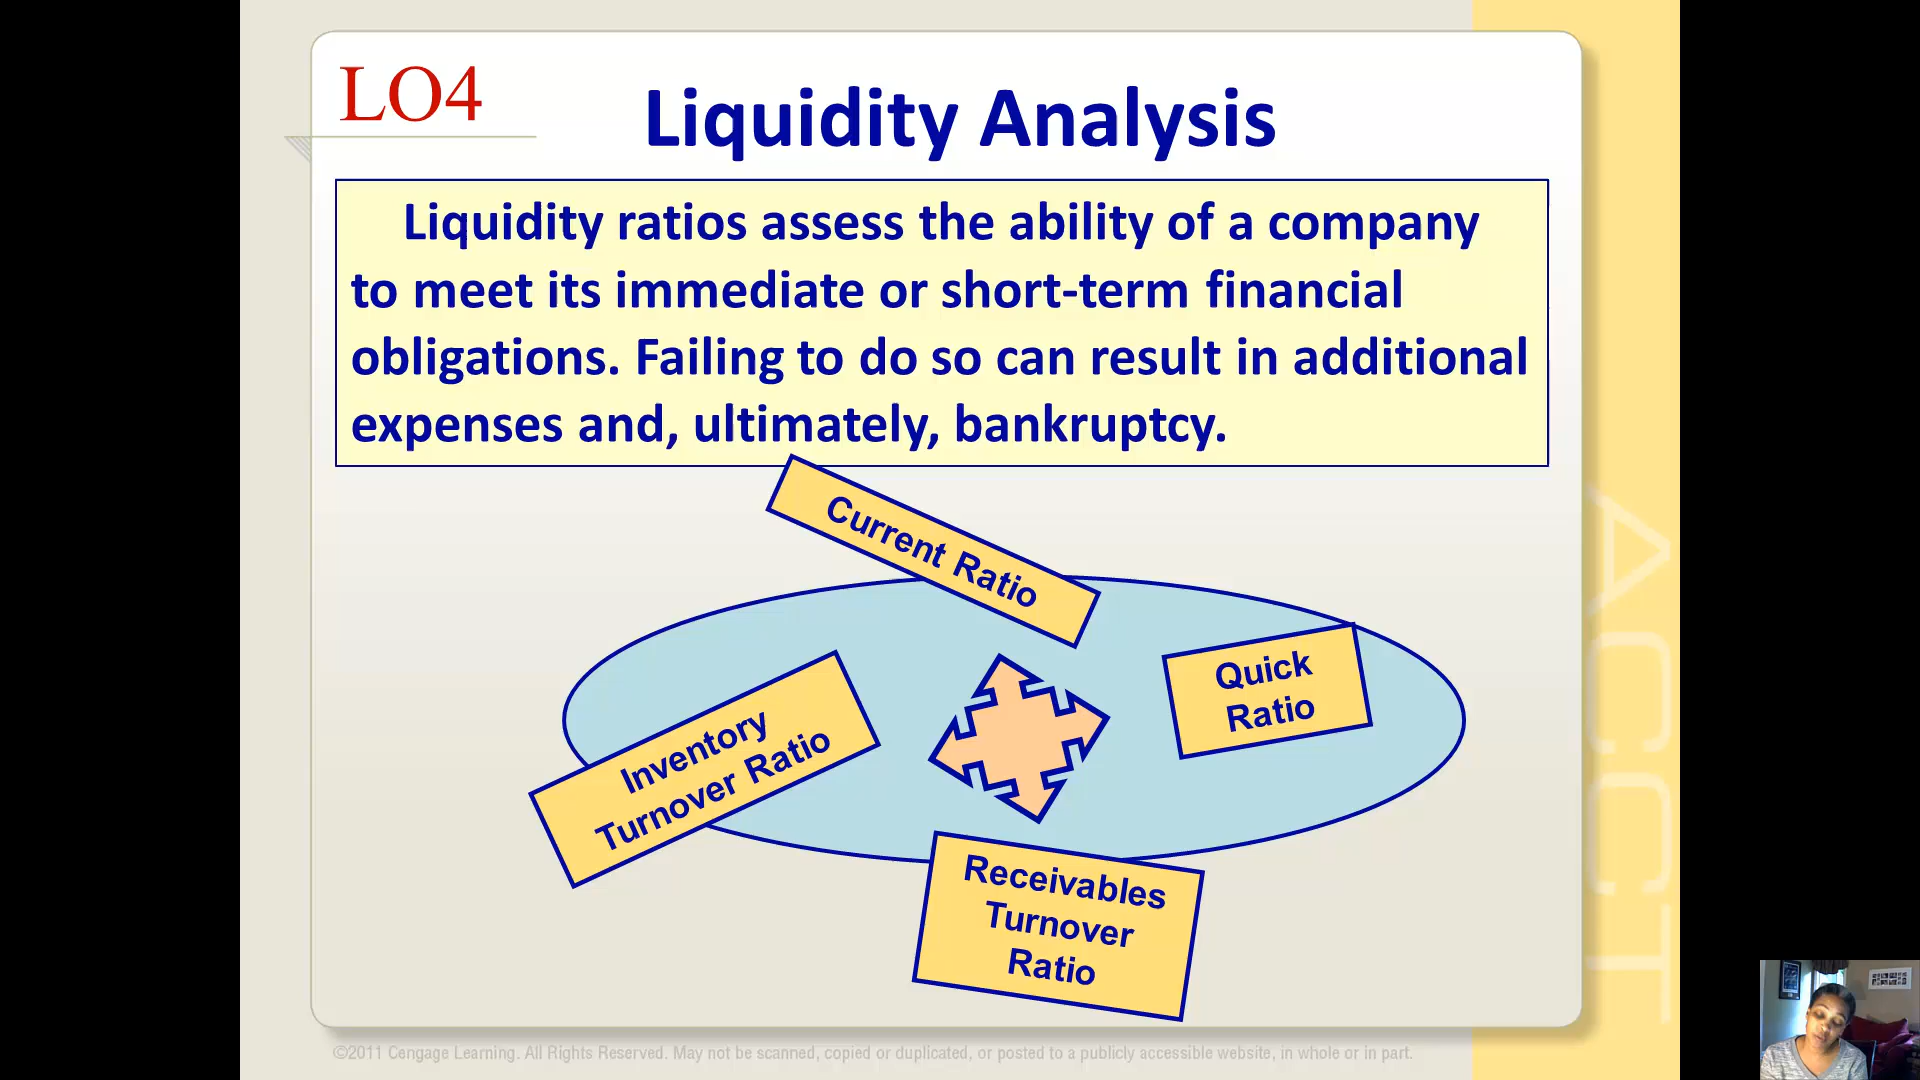 LO4
Liquidity Analysis
Liquidity ratios assess the ability of a company
to meet its immediate or short-term financial
obligations. Failing to do so can result in additional
expenses and, ultimately, bankruptcy.
Current Ratio
Quick
Ratio
Inventory
Turnover Ratio
Receivables
Turnover
Ratio
ACCT
©2011 Cengage Learning. All Rights Reserved. May not be scanned, copied or duplicated, or posted to a publicly accessible website, in whole or in part.